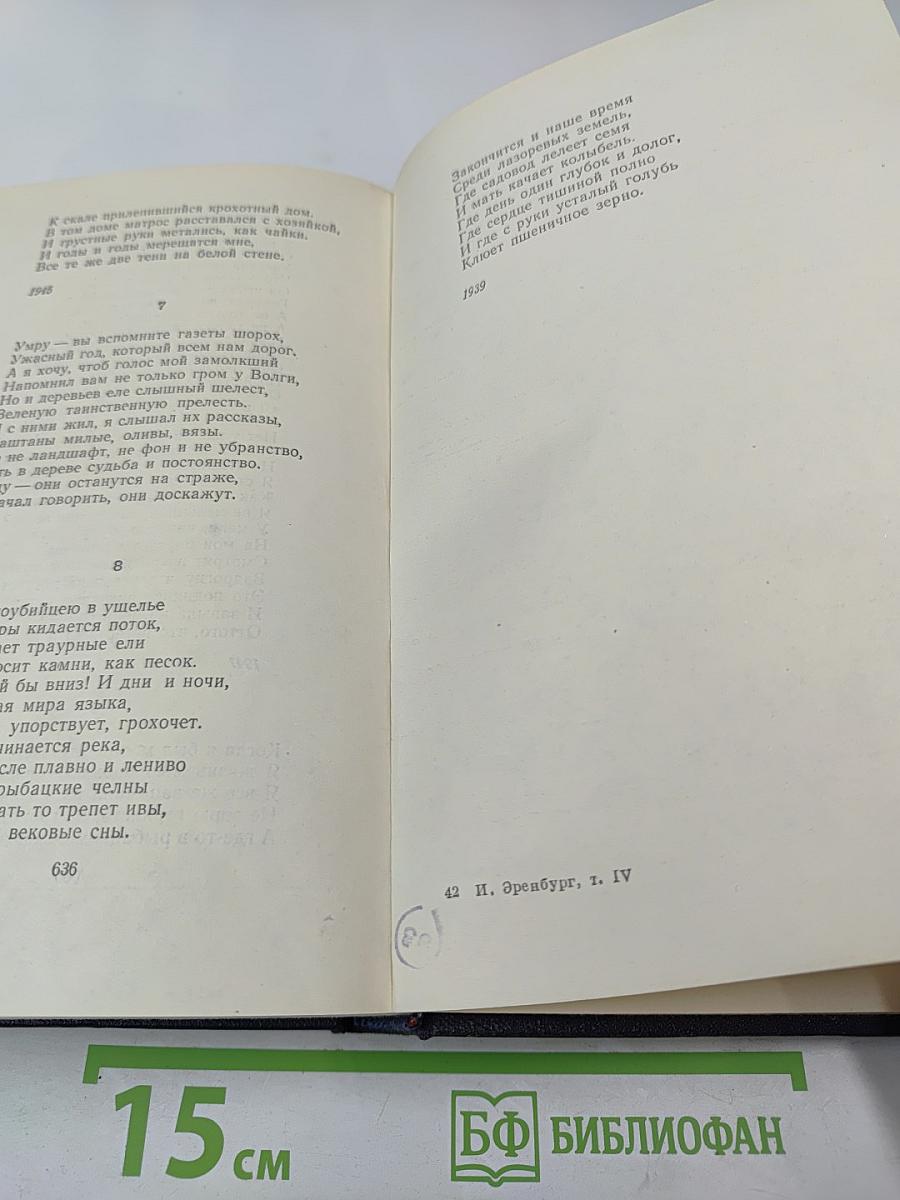 К скале прилепившийся крохотный дом.
В том доме матрос расставался с хозяйкой,
И грустные руки метались, как чайки.
И годы и годы мерещатся мне,
Все те же две тени на белой стене.
1945
7
Умру — вы вспомните газеты шорох,
Ужасный год, который всем нам дорог.
А я хочу, чтоб голос мой замолкший
Напомнил вам не только гром у Волги,
Но и деревьев еле слышный шелест,
Зеленую таинственную прелесть.
с ними жил, я слышал их рассказы,
аштаны милые, оливы, вязы.
не ландшафт, не фон и не убранство,
ть в дереве судьба и постоянство.
ду — они останутся на страже,
ачал говорить, они доскажут.
8
оубийцею в ущелье
ры кидается поток,
ает траурные ели
осит камни, как песок.
й бы вниз! И дни и ночи,
ая мира языка,
упорствует, грохочет.
чинается река,
сле плавно и лениво
рыбацкие челны
ать то трепет ивы,
вековые сны.
636
Закончится и наше время
Среди лазоревых земель,
Где садовод лелеет семя
И мать качает колыбель.
Где день один глубок и долог,
Где сердце тишиной полно
И где с руки усталый голубь
Клюет пшеничное зерно.
1939
42 И. Эренбург, т. IV
15 см
БФ БИБЛИОФАН